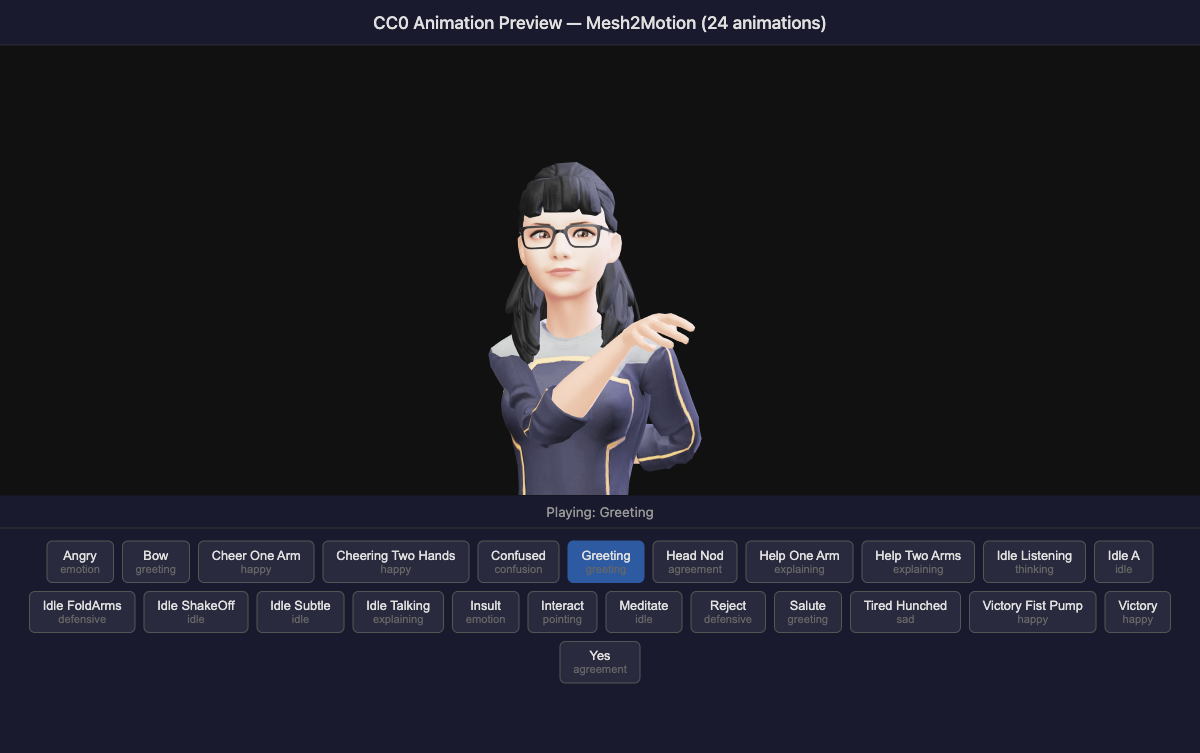 CC0 Animation Preview — Mesh2Motion (24 animations)
Playing: Greeting
Angry
emotion
Bow
greeting
Cheer One Arm
happy
Cheering Two Hands
happy
Confused
confusion
Greeting
greeting
Head Nod
agreement
Help One Arm
explaining
Help Two Arms
explaining
Idle Listening
thinking
Idle A
idle
Idle FoldArms
defensive
Idle ShakeOff
idle
Idle Subtle
idle
Idle Talking
explaining
Insult
emotion
Interact
pointing
Meditate
idle
Reject
defensive
Salute
greeting
Tired Hunched
sad
Victory Fist Pump
happy
Victory
happy
Yes
agreement